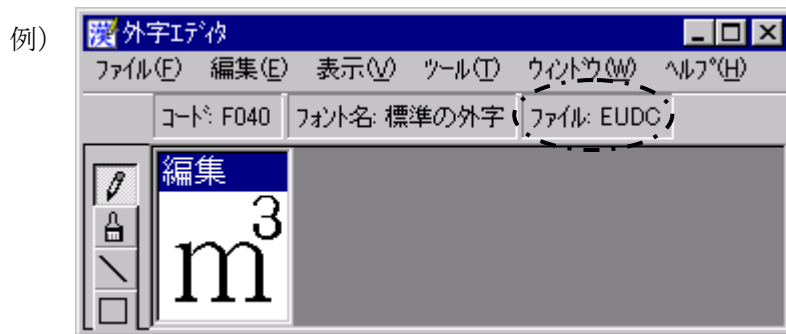 例）
外字ｴﾃﾞｨﾀ
ﾌｧｲﾙ(F) 編集(E) 表示(V) ﾂｰﾙ(T) ｳｨﾝﾄﾞｳ(W) ﾍﾙﾌﾟ(H)
ｺｰﾄﾞ: F040 ﾌｫﾝﾄ名: 標準の外字 ﾌｧｲﾙ: EUDC
編集
m³